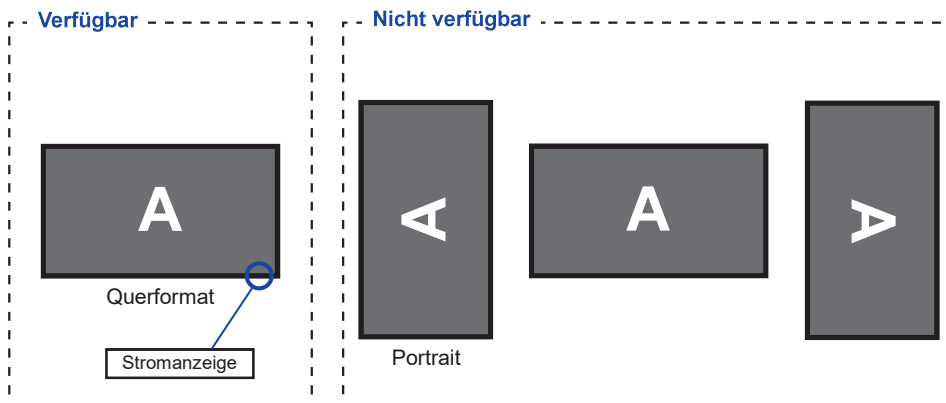 Verfügbar
Nicht verfügbar
A
A
A
A
Querformat
Stromanzeige
Portrait